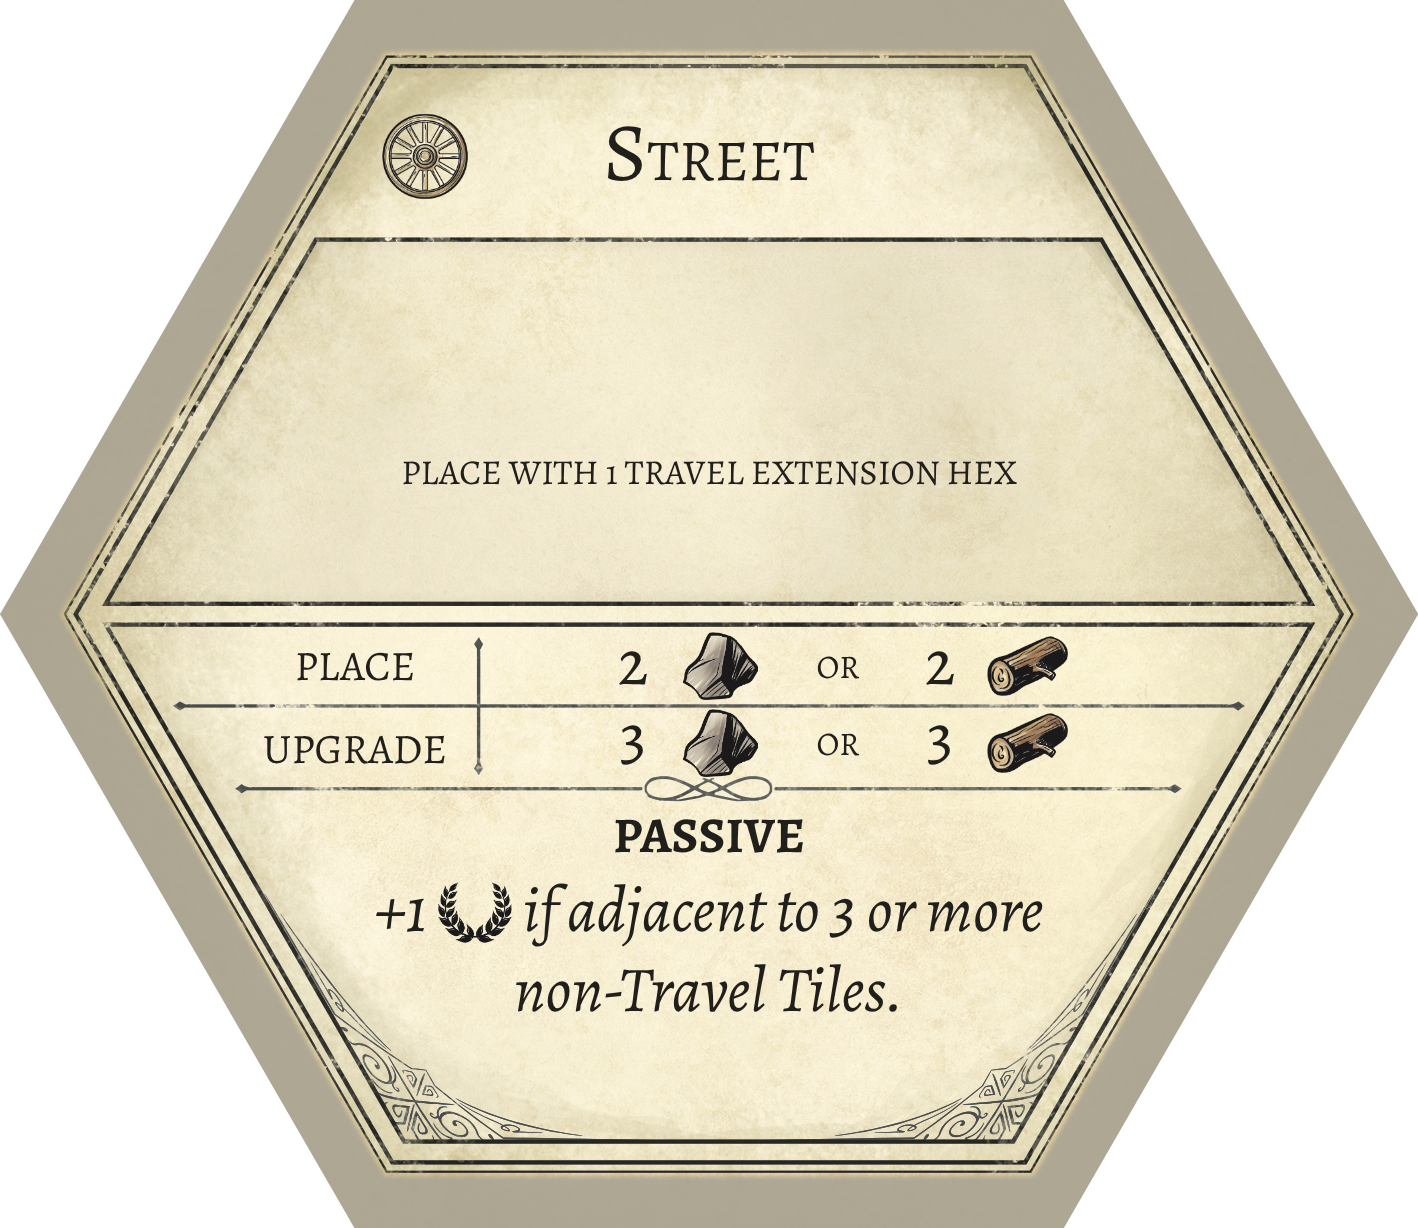 Street
PLACE WITH 1 TRAVEL EXTENSION HEX
PLACE 2 OR 2
UPGRADE 3 OR 3
PASSIVE
+1 if adjacent to 3 or more
non-Travel Tiles.